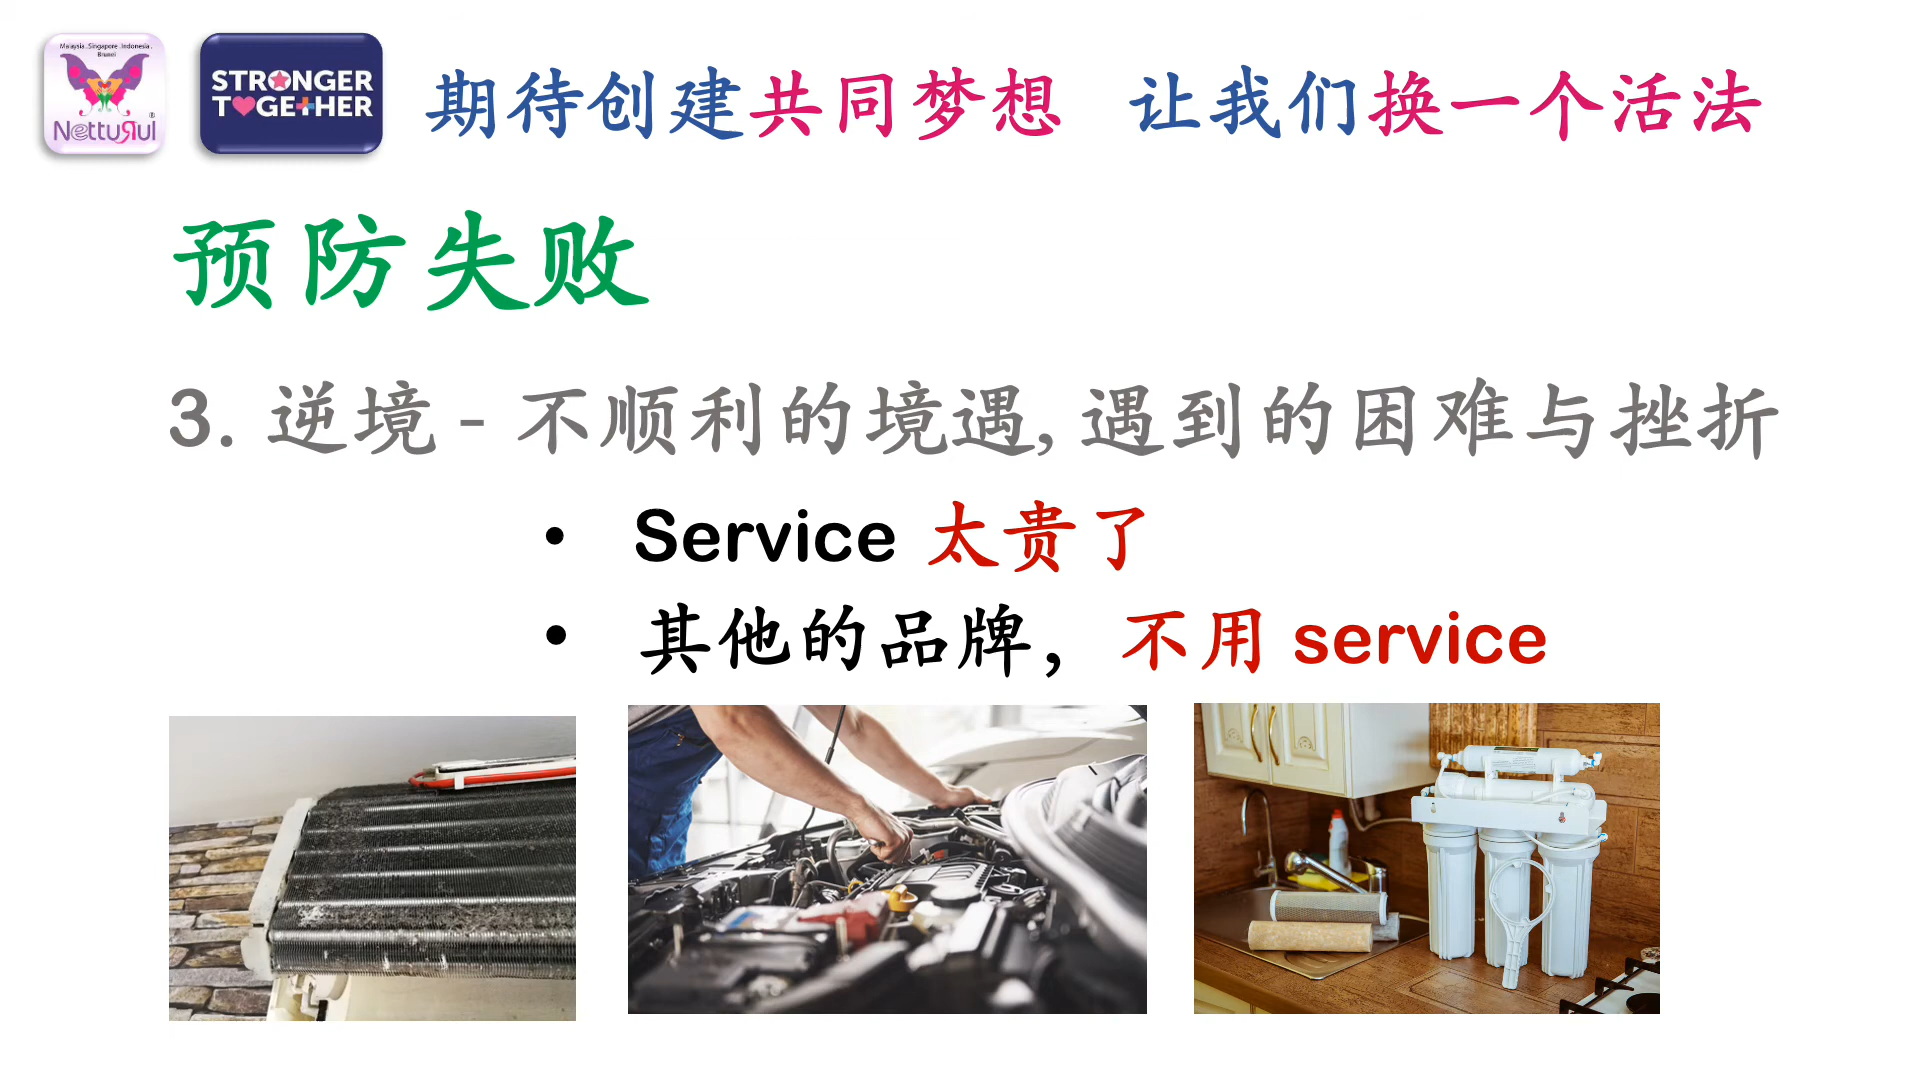 Malaysia . Singapore . Indonesia .
Brunei
NettuRui®
STRONGER
TOGETHER
期待创建共同梦想 让我们换一个活法
预防失败
3. 逆境 - 不顺利的境遇, 遇到的困难与挫折
• Service 太贵了
• 其他的品牌，不用 service